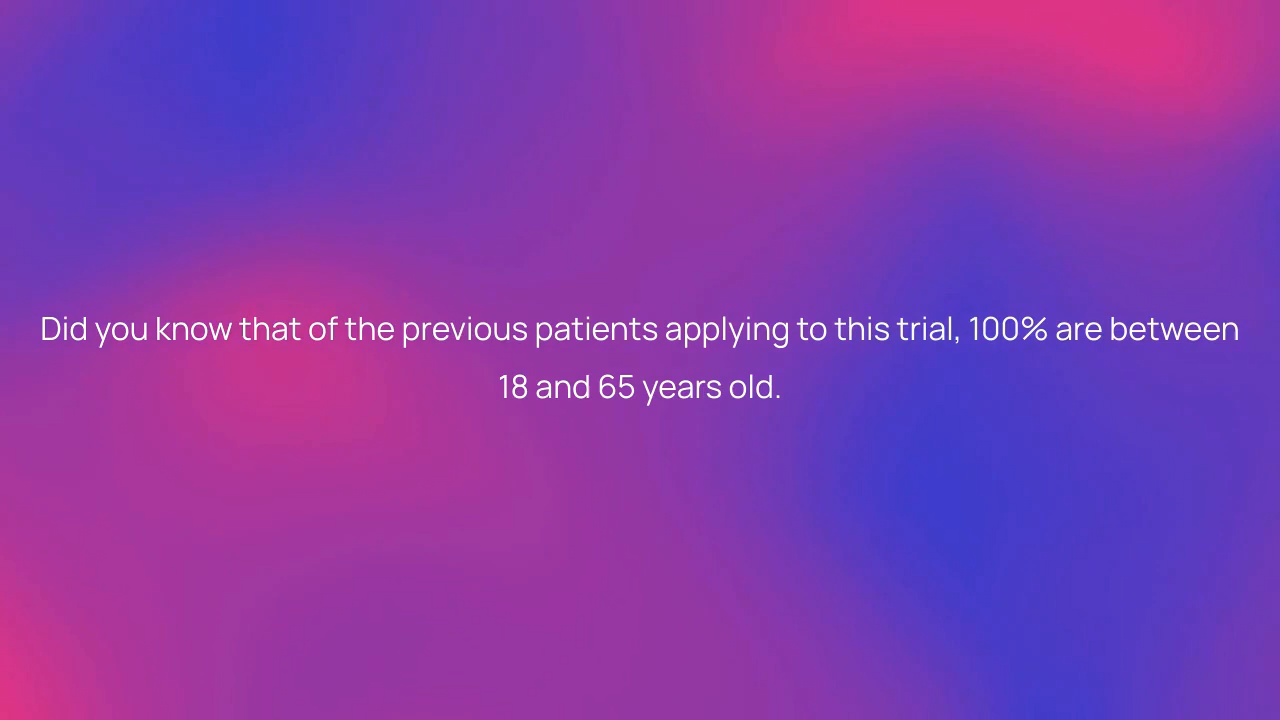 Did you know that of the previous patients applying to this trial, 100% are between
18 and 65 years old.